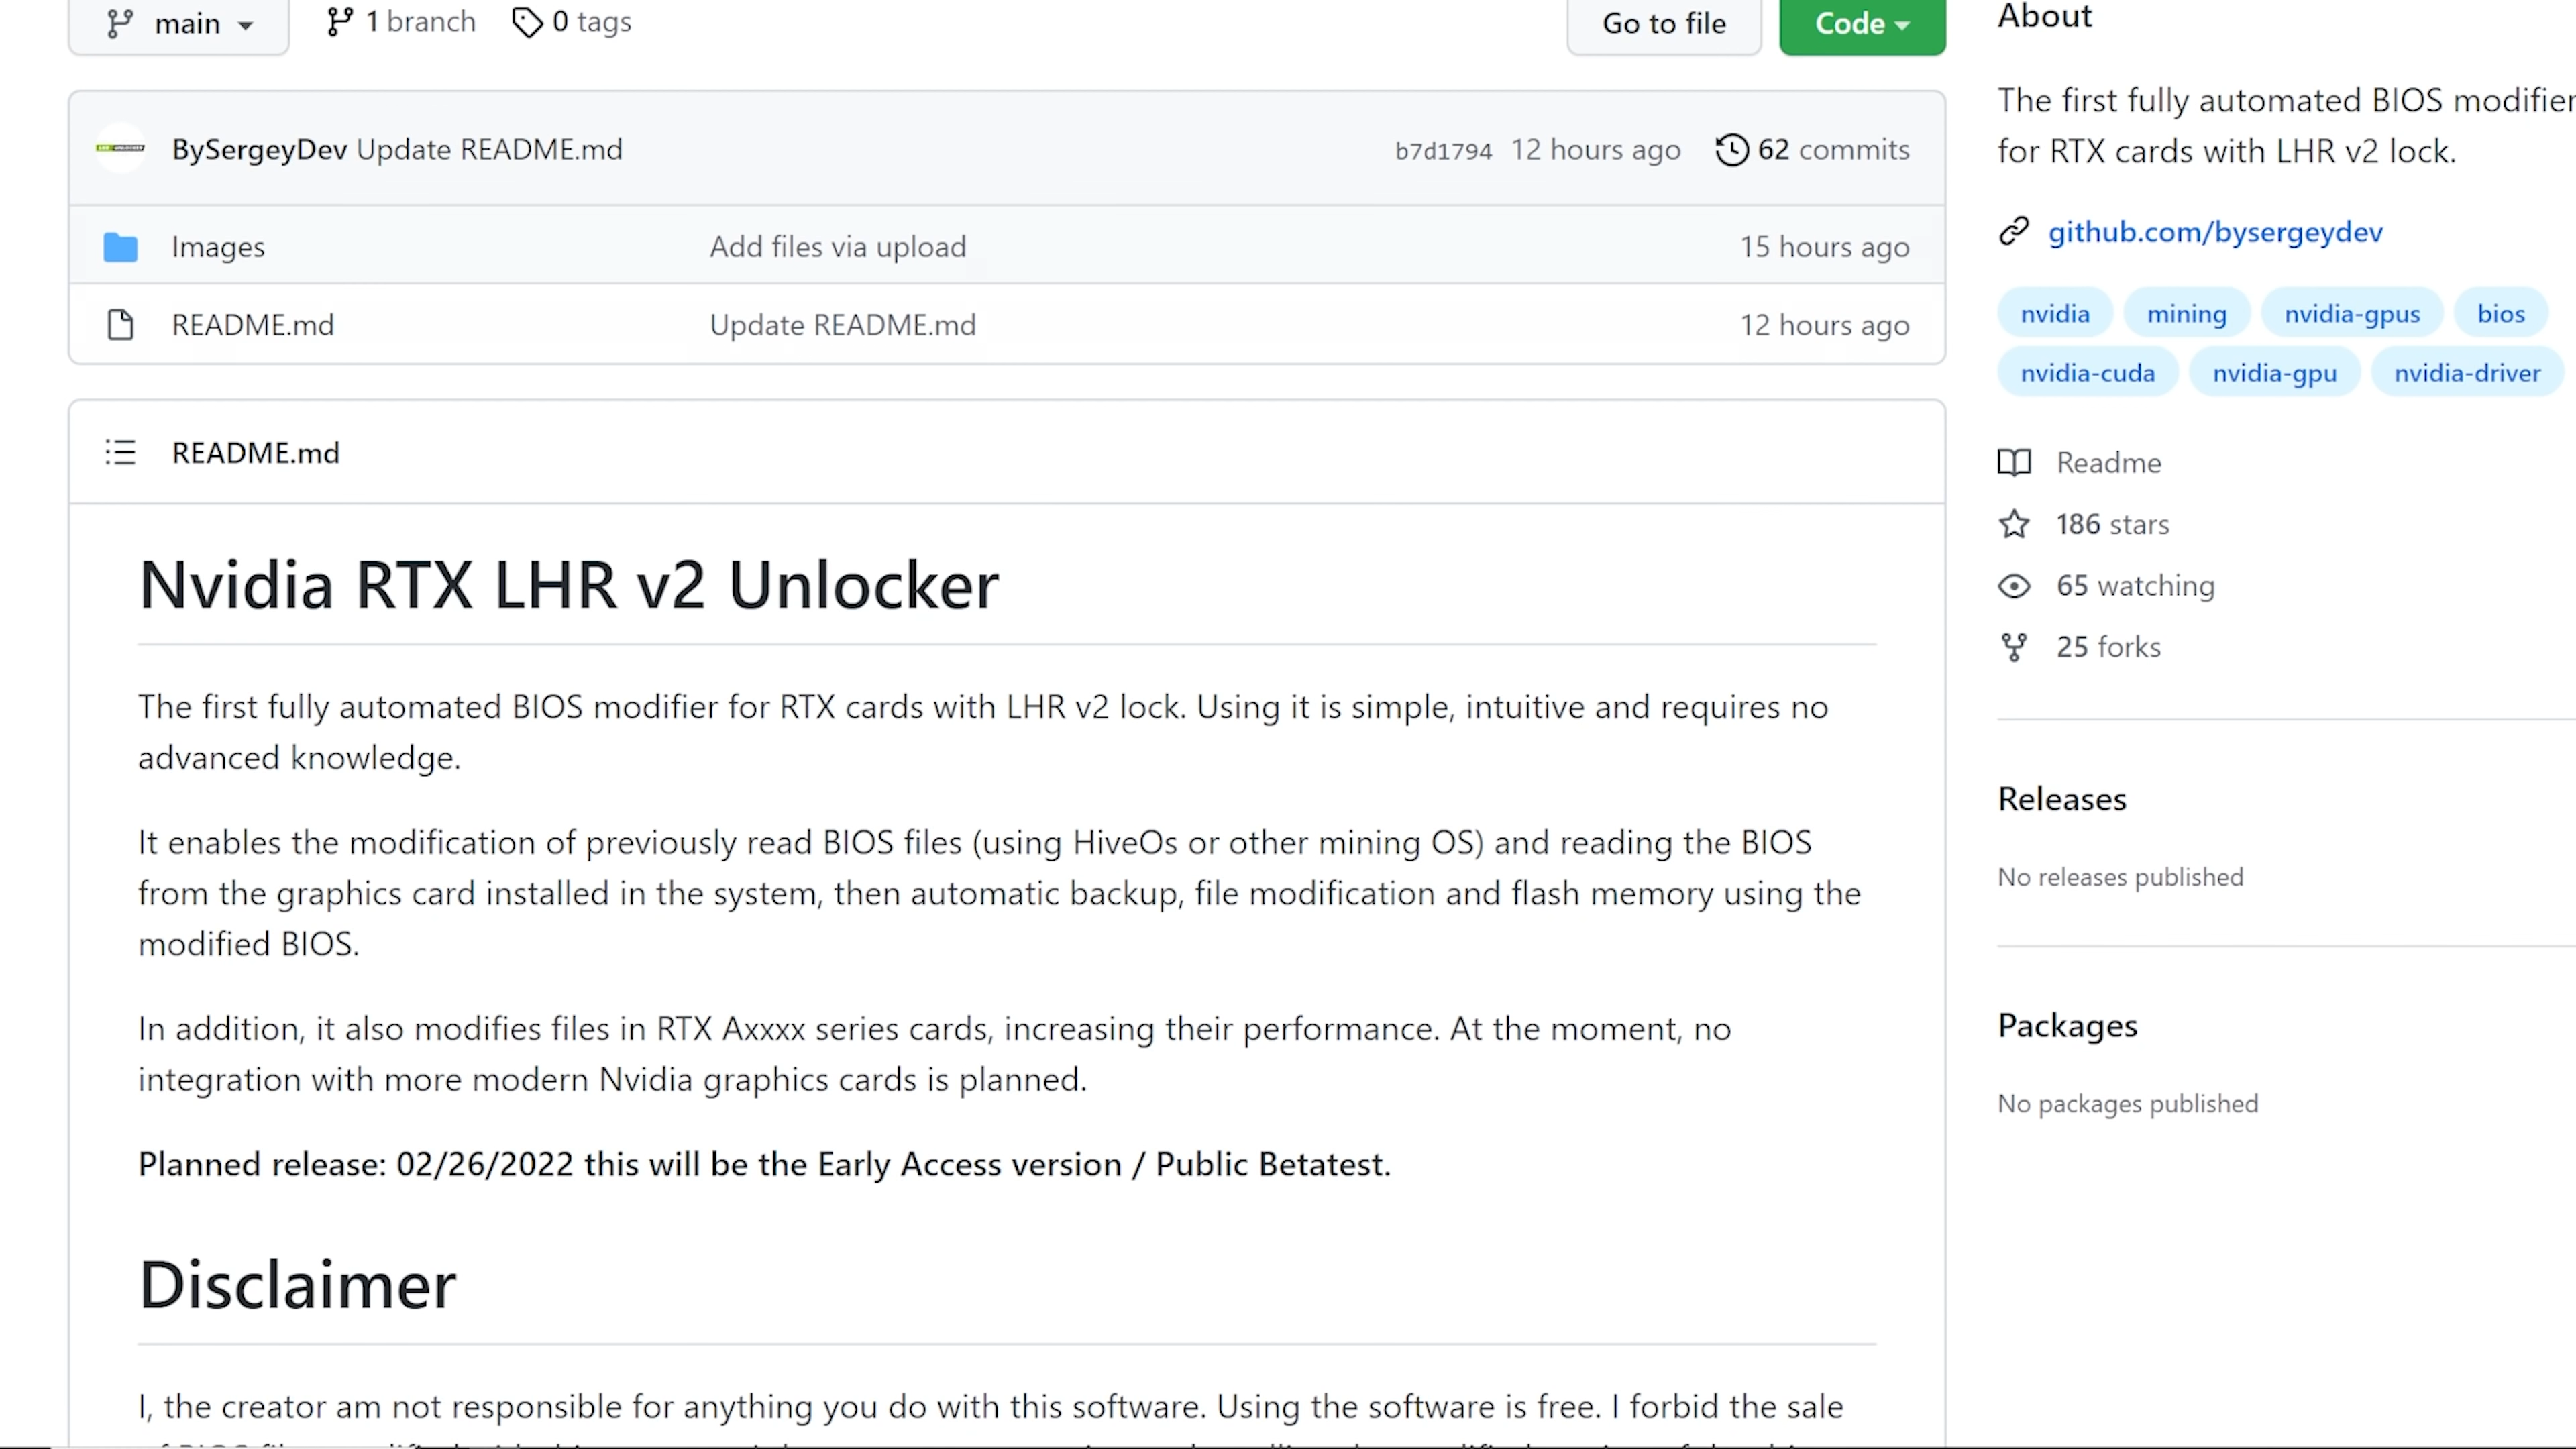 main
1 branch
0 tags
Go to file
Code
About
The first fully automated BIOS modifier
for RTX cards with LHR v2 lock.
github.com/bysergeydev
nvidia mining nvidia-gpus bios
nvidia-cuda nvidia-gpu nvidia-driver
Readme
186 stars
65 watching
25 forks
Releases
No releases published
Packages
No packages published
BySergeyDev Update README.md b7d1794 12 hours ago 62 commits
Images Add files via upload 15 hours ago
README.md Update README.md 12 hours ago
README.md
Nvidia RTX LHR v2 Unlocker
The first fully automated BIOS modifier for RTX cards with LHR v2 lock. Using it is simple, intuitive and requires no
advanced knowledge.
It enables the modification of previously read BIOS files (using HiveOs or other mining OS) and reading the BIOS
from the graphics card installed in the system, then automatic backup, file modification and flash memory using the
modified BIOS.
In addition, it also modifies files in RTX Axxxx series cards, increasing their performance. At the moment, no
integration with more modern Nvidia graphics cards is planned.
Planned release: 02/26/2022 this will be the Early Access version / Public Betatest.
Disclaimer
I, the creator am not responsible for anything you do with this software. Using the software is free. I forbid the sale